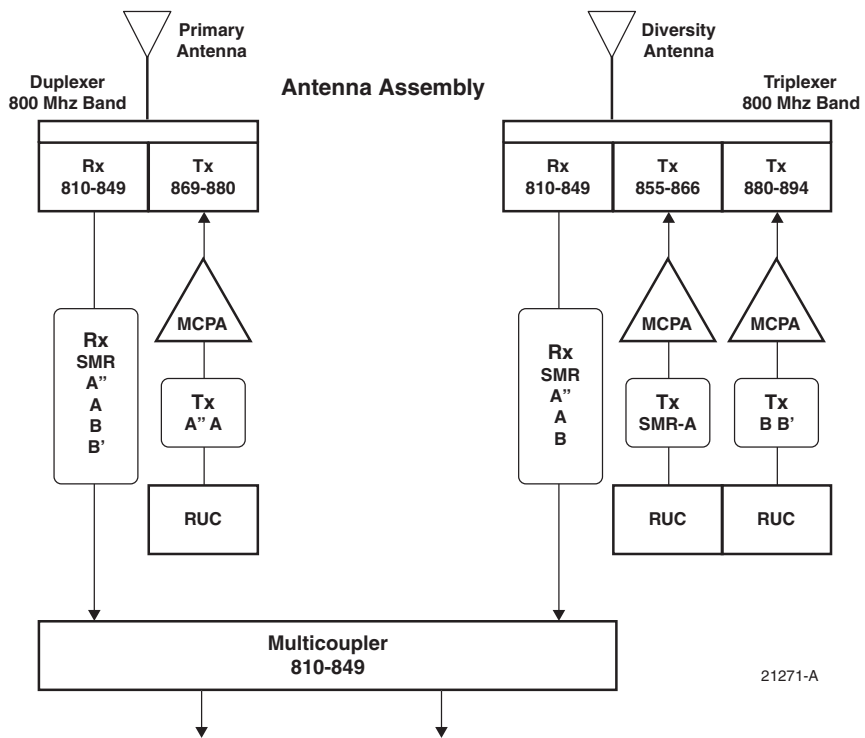 Primary
Antenna
Diversity
Antenna
Duplexer
800 Mhz Band
Antenna Assembly
Triplexer
800 Mhz Band
Rx
810-849
Tx
869-880
Rx
810-849
Tx
855-866
Tx
880-894
MCPA
MCPA
MCPA
Rx
SMR
A”
A
B
B’
Tx
A” A
Rx
SMR
A”
A
B
Tx
SMR-A
Tx
B B’
RUC
RUC
RUC
Multicoupler
810-849
21271-A